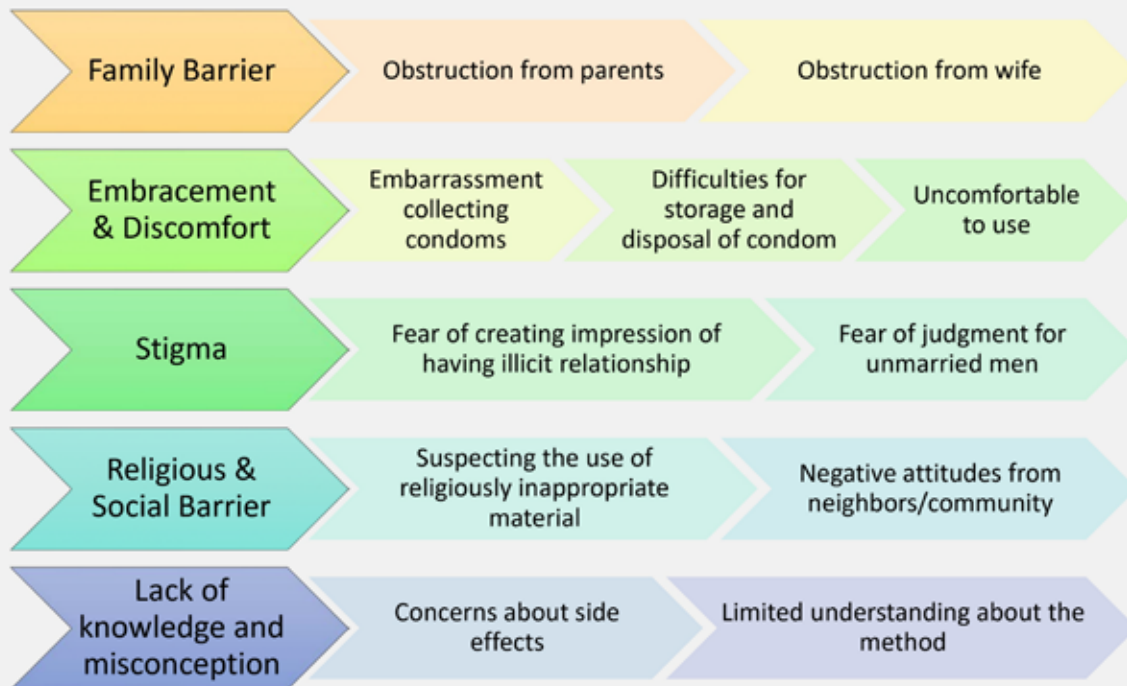 Family Barrier
Obstruction from parents
Obstruction from wife
Embracement
& Discomfort
Embarrassment
collecting
condoms
Difficulties for
storage and
disposal of condom
Uncomfortable
to use
Stigma
Fear of creating impression of
having illicit relationship
Fear of judgment for
unmarried men
Religious &
Social Barrier
Suspecting the use of
religiously inappropriate
material
Negative attitudes from
neighbors/community
Lack of
knowledge and
misconception
Concerns about side
effects
Limited understanding about the
method